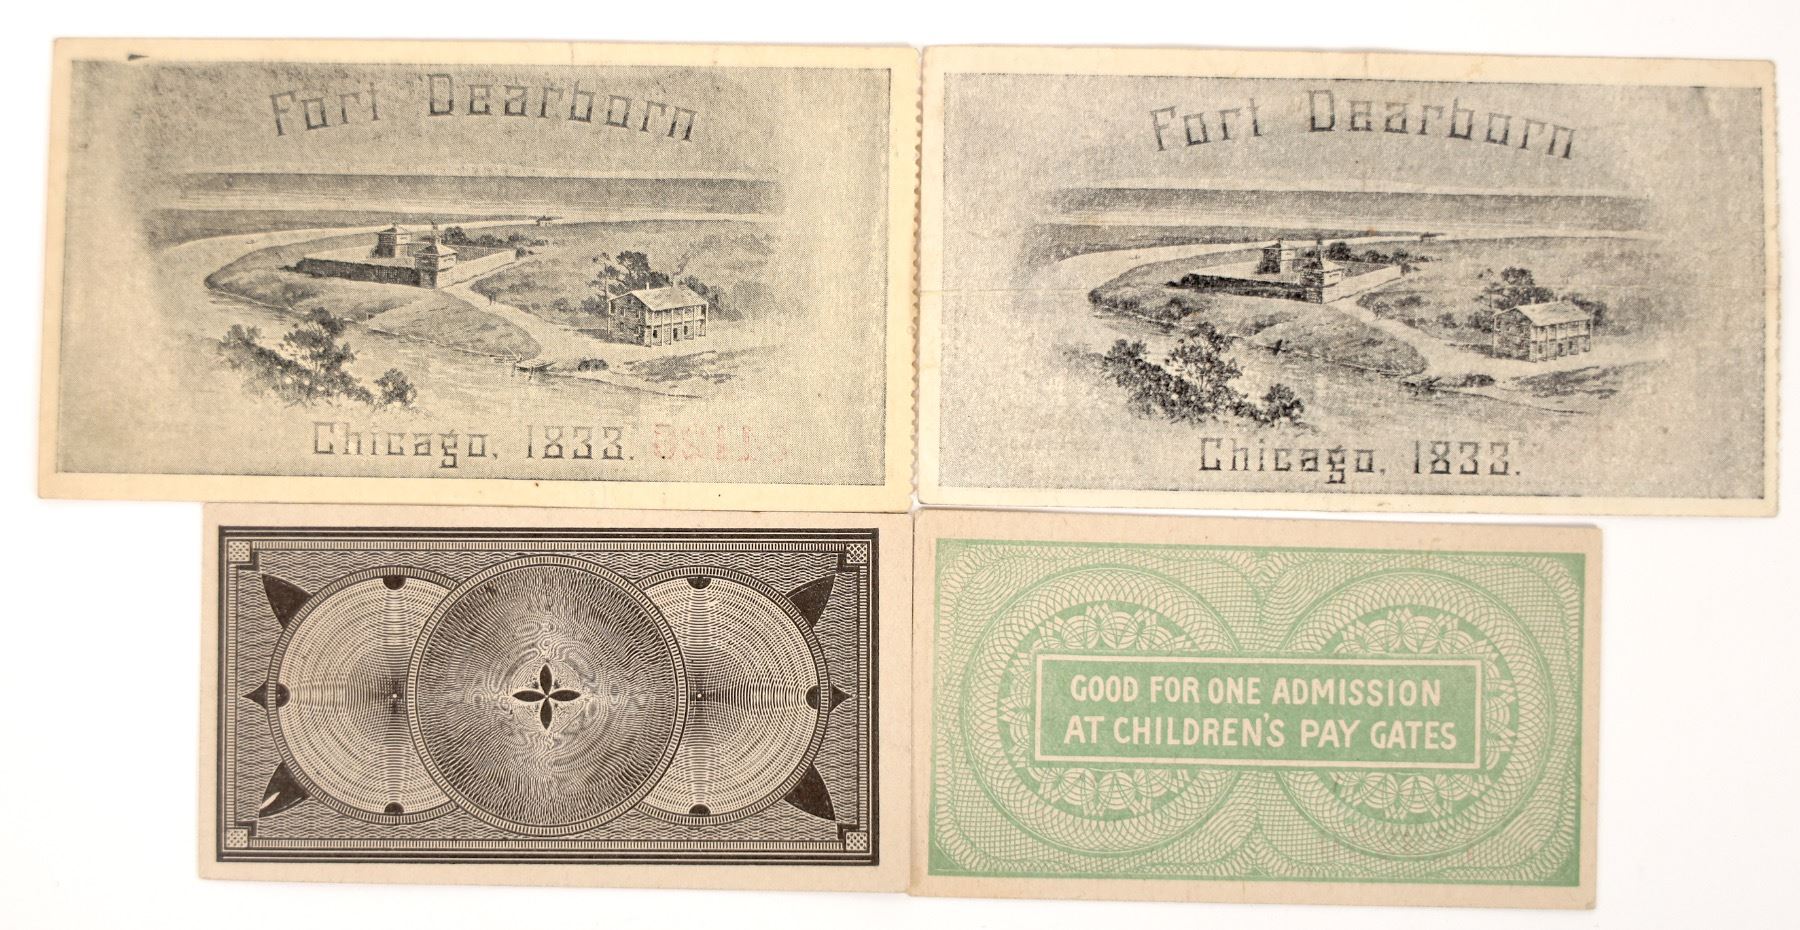 Fort Dearborn
Chicago, 1833.
Fort Dearborn
Chicago, 1833.
GOOD FOR ONE ADMISSION
AT CHILDREN'S PAY GATES